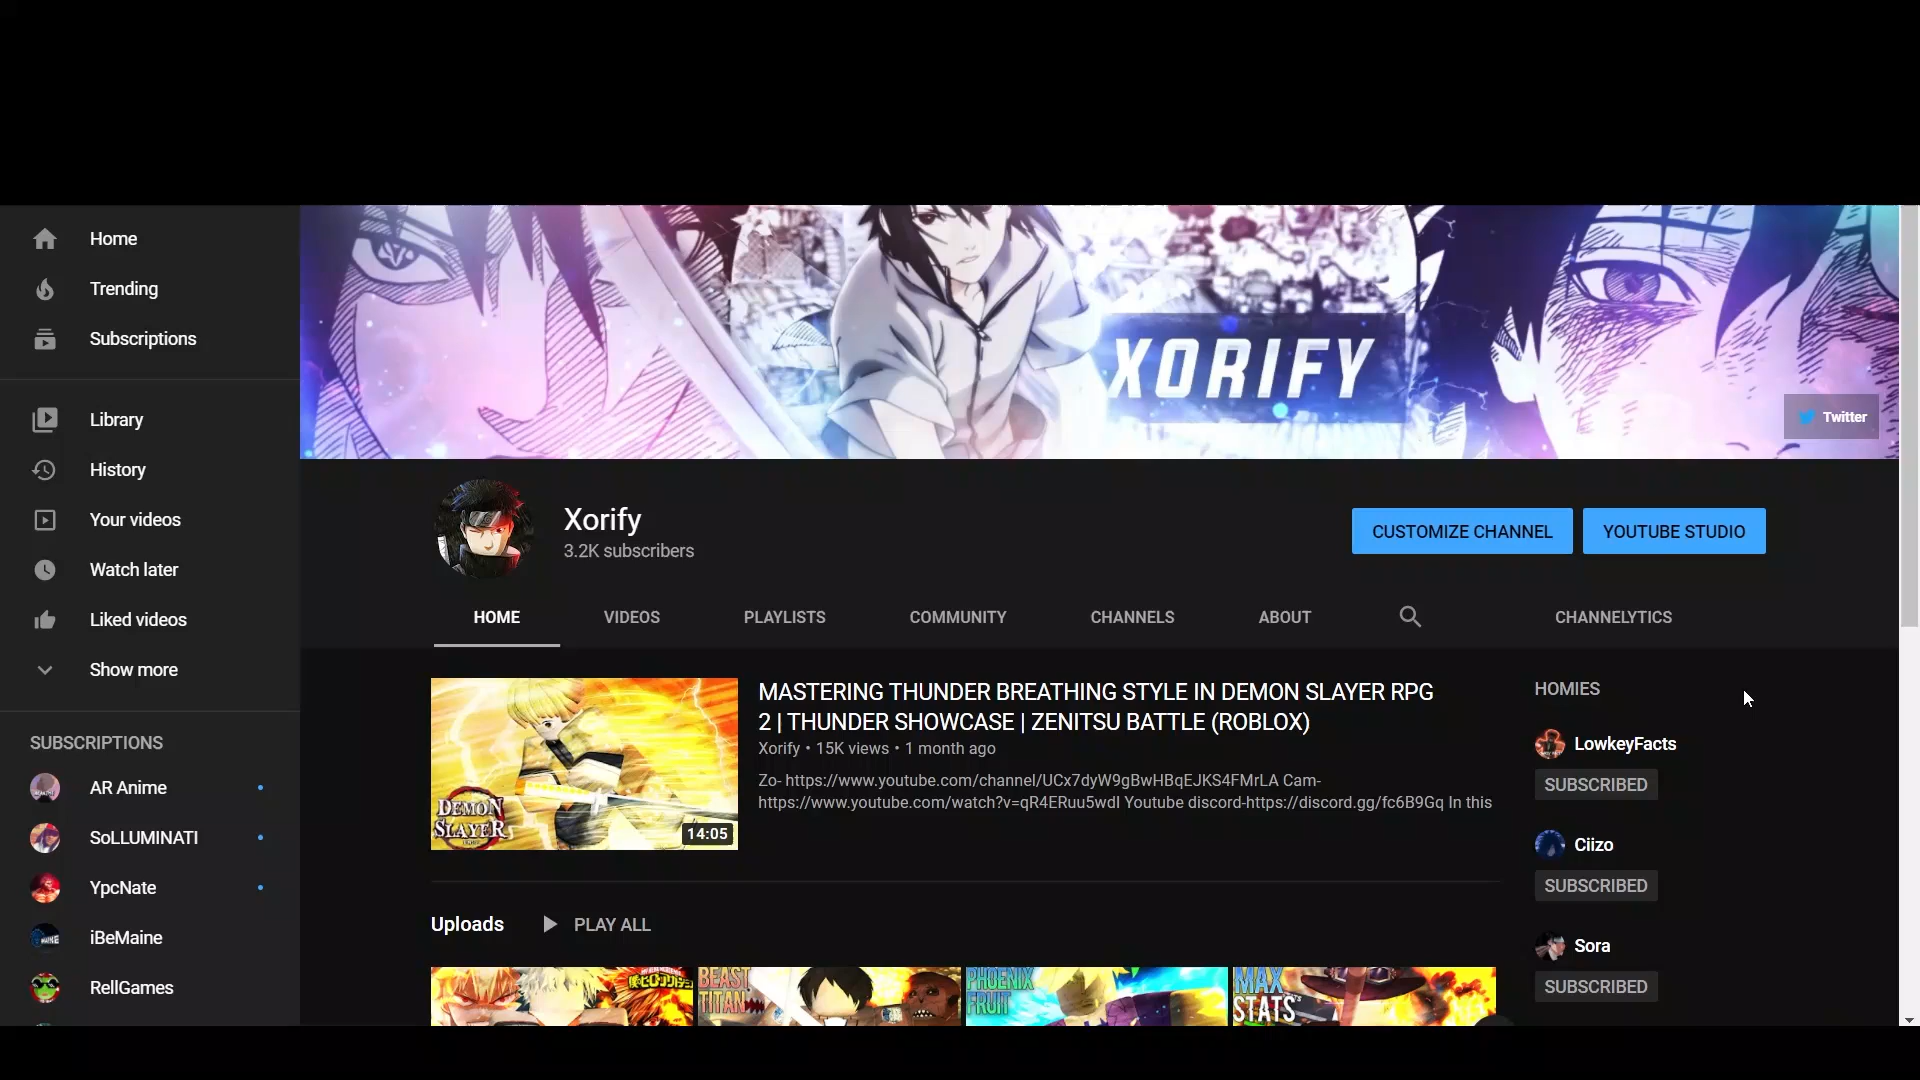 Home
Trending
Subscriptions
Library
History
Your videos
Watch later
Liked videos
Show more
SUBSCRIPTIONS
AR Anime
SoLLUMINATI
YpcNate
iBeMaine
RellGames
XORIFY
Twitter
Xorify
3.2K subscribers
CUSTOMIZE CHANNEL
YOUTUBE STUDIO
HOME
VIDEOS
PLAYLISTS
COMMUNITY
CHANNELS
ABOUT
CHANNELYTICS
DEMON
SLAYER
14:05
MASTERING THUNDER BREATHING STYLE IN DEMON SLAYER RPG
2 | THUNDER SHOWCASE | ZENITSU BATTLE (ROBLOX)
Xorify • 15K views • 1 month ago
Zo- https://www.youtube.com/channel/UCx7dyW9gBwHBqEJKS4FMrLA Cam-
https://www.youtube.com/watch?v=qR4ERuu5wdI Youtube discord-https://discord.gg/fc6B9Gq In this
Uploads
PLAY ALL
BEAST
TITAN
PHOENIX
FRUIT
MAX
STATS
HOMIES
LowkeyFacts
SUBSCRIBED
Ciizo
SUBSCRIBED
Sora
SUBSCRIBED